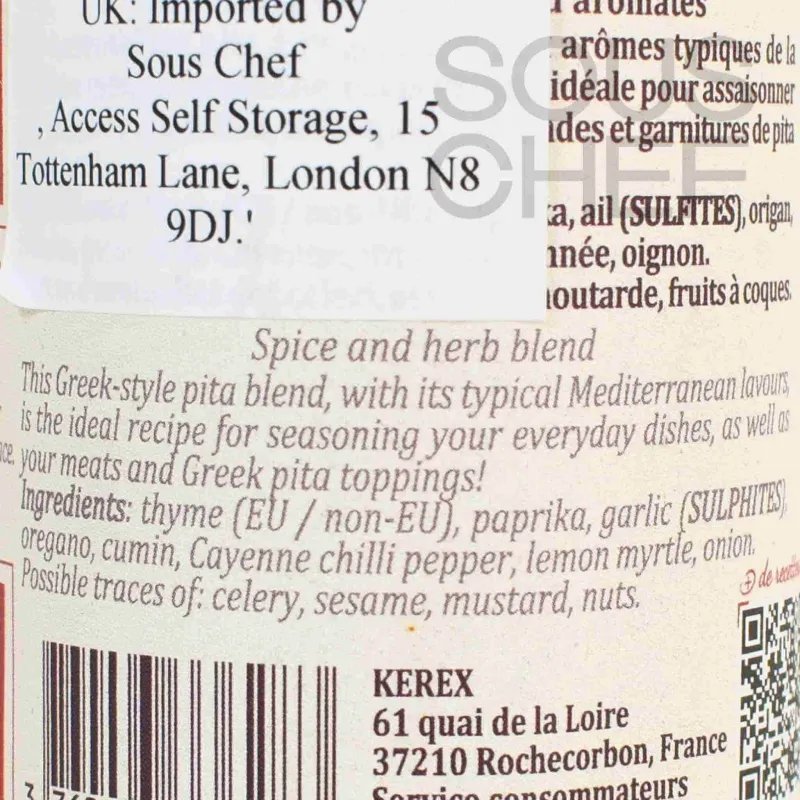 UK: Imported by
Sous Chef
, Access Self Storage, 15
Tottenham Lane, London N8
9DJ.'
SOUS
CHEF
aromates
arômes typiques de la
idéale pour assaisonner
et garnitures de pita
ail (SULFITES), origan,
oignon.
fruits à coques.
Spice and herb blend
This Greek-style pita blend, with its typical Mediterranean lavours,
is the ideal recipe for seasoning your everyday dishes, as well as
your meats and Greek pita toppings!
Ingredients: thyme (EU / non-EU), paprika, garlic (SULPHITES),
oregano, cumin, Cayenne chilli pepper, lemon myrtle, onion.
Possible traces of: celery, sesame, mustard, nuts.
de recettes
KEREX
61 quai de la Loire
37210 Rochecorbon, France
Service consommateurs